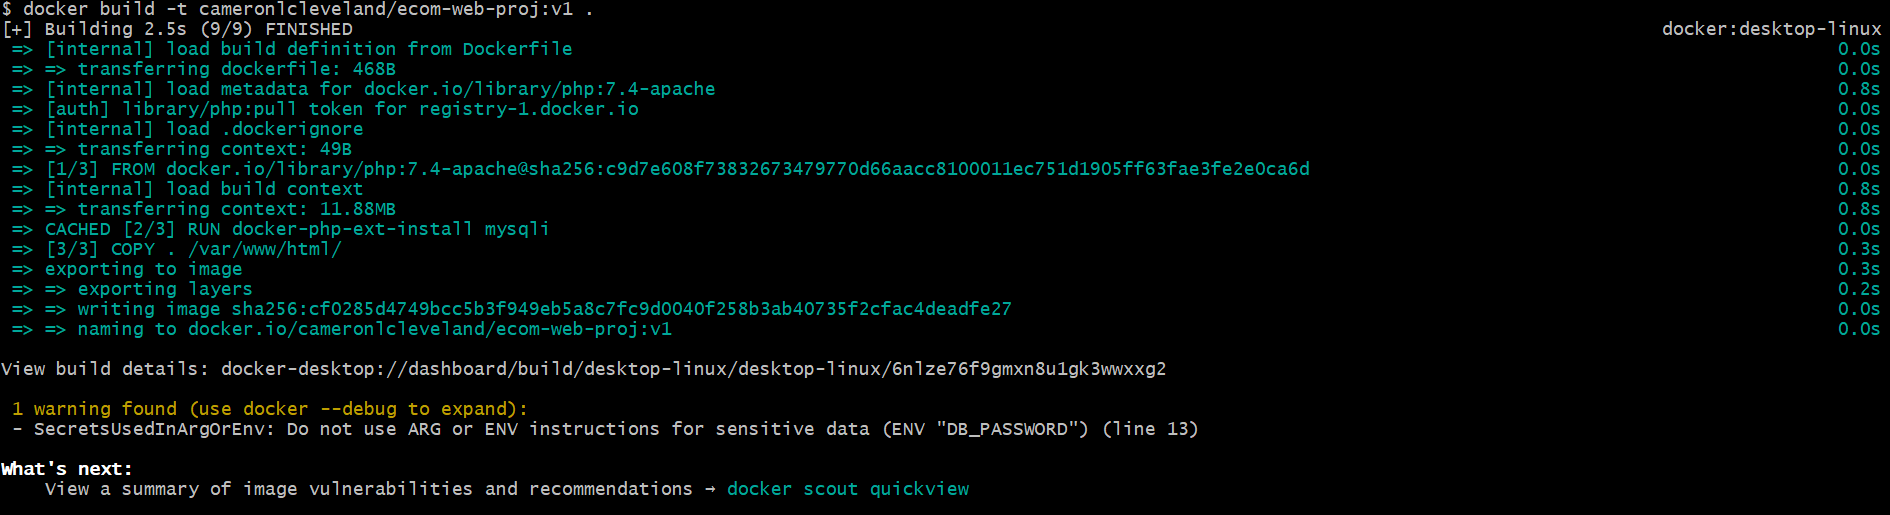 $ docker build -t cameronlcleveland/ecom-web-proj:v1 .
[+] Building 2.5s (9/9) FINISHED docker:desktop-linux
=> [internal] load build definition from Dockerfile 0.0s
=> => transferring dockerfile: 468B 0.0s
=> [internal] load metadata for docker.io/library/php:7.4-apache 0.8s
=> [auth] library/php:pull token for registry-1.docker.io 0.0s
=> [internal] load .dockerignore 0.0s
=> => transferring context: 49B 0.0s
=> [1/3] FROM docker.io/library/php:7.4-apache@sha256:c9d7e608f73832673479770d66aacc8100011ec751d1905ff63fae3fe2e0ca6d 0.0s
=> [internal] load build context 0.8s
=> => transferring context: 11.88MB 0.8s
=> CACHED [2/3] RUN docker-php-ext-install mysqli 0.0s
=> [3/3] COPY . /var/www/html/ 0.3s
=> exporting to image 0.3s
=> => exporting layers 0.2s
=> => writing image sha256:cf0285d4749bcc5b3f949eb5a8c7fc9d0040f258b3ab40735f2cfac4deadfe27 0.0s
=> => naming to docker.io/cameronlcleveland/ecom-web-proj:v1 0.0s
View build details: docker-desktop://dashboard/build/desktop-linux/desktop-linux/6nlze76f9gmxn8u1gk3wwxxg2
1 warning found (use docker --debug to expand):
- SecretsUsedInArgOrEnv: Do not use ARG or ENV instructions for sensitive data (ENV "DB_PASSWORD") (line 13)
What's next:
View a summary of image vulnerabilities and recommendations → docker scout quickview